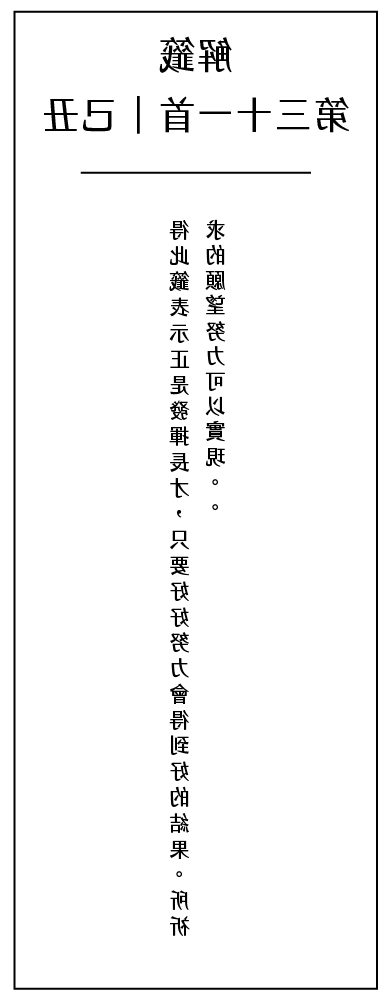 解籤
第三十一首｜己丑
得此籤表示正是發揮長才，只要好好努力會得到好的結果。所祈
求的願望努力可以實現。。